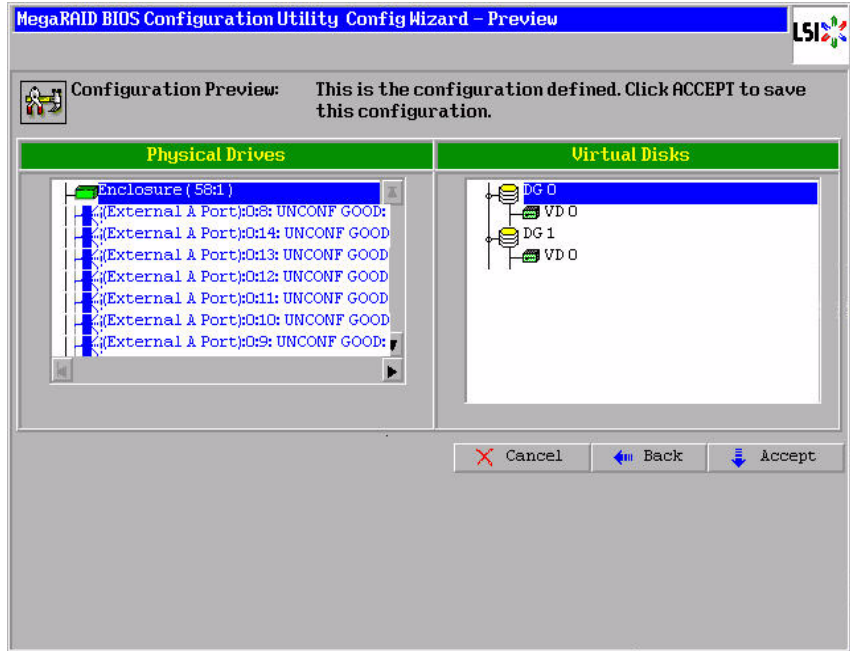 MegaRAID BIOS Configuration Utility Config Wizard - Preview
LSI
Configuration Preview: This is the configuration defined. Click ACCEPT to save
this configuration.
Physical Drives
Enclosure ( 58:1 )
(External A Port):0:8: UNCONF GOOD:
(External A Port):0:14: UNCONF GOOD
(External A Port):0:13: UNCONF GOOD
(External A Port):0:12: UNCONF GOOD
(External A Port):0:11: UNCONF GOOD
(External A Port):0:10: UNCONF GOOD
(External A Port):0:9: UNCONF GOOD:
Virtual Disks
DG 0
VD 0
DG 1
VD 0
Cancel
Back
Accept